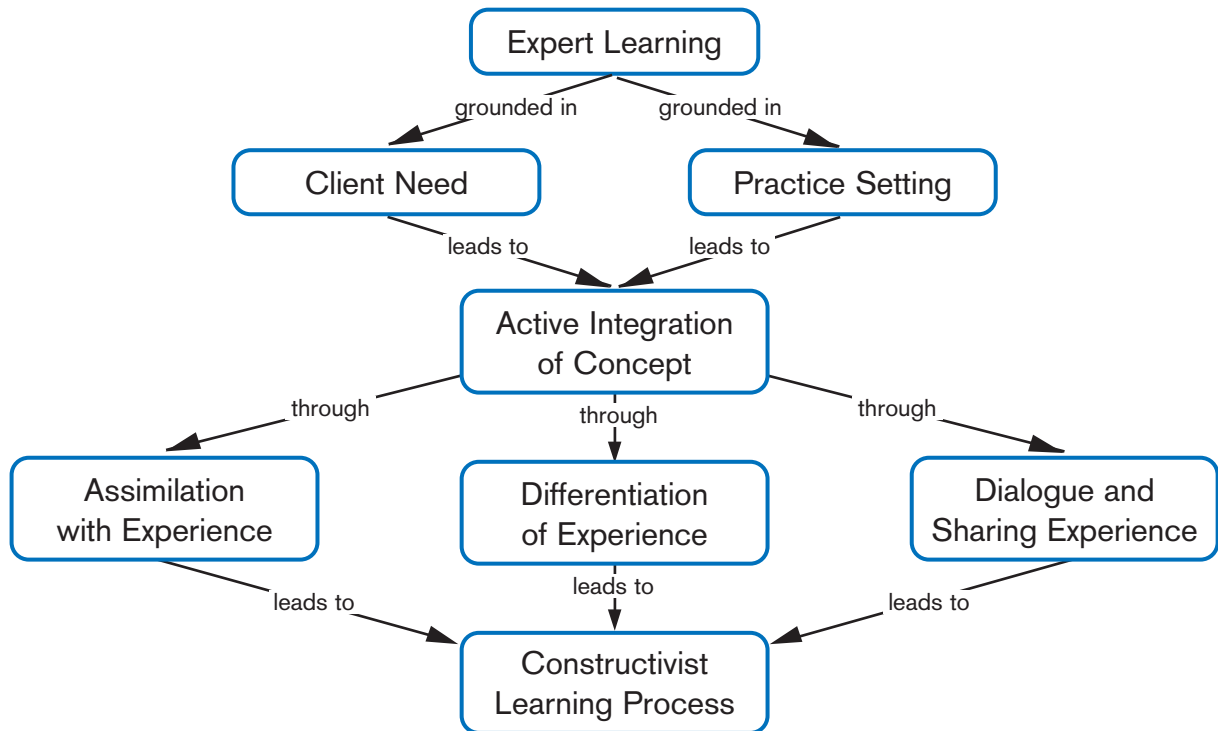 Expert Learning
grounded in
grounded in
Client Need
Practice Setting
leads to
leads to
Active Integration
of Concept
through
through
through
Assimilation
with Experience
Differentiation
of Experience
Dialogue and
Sharing Experience
leads to
leads to
leads to
Constructivist
Learning Process